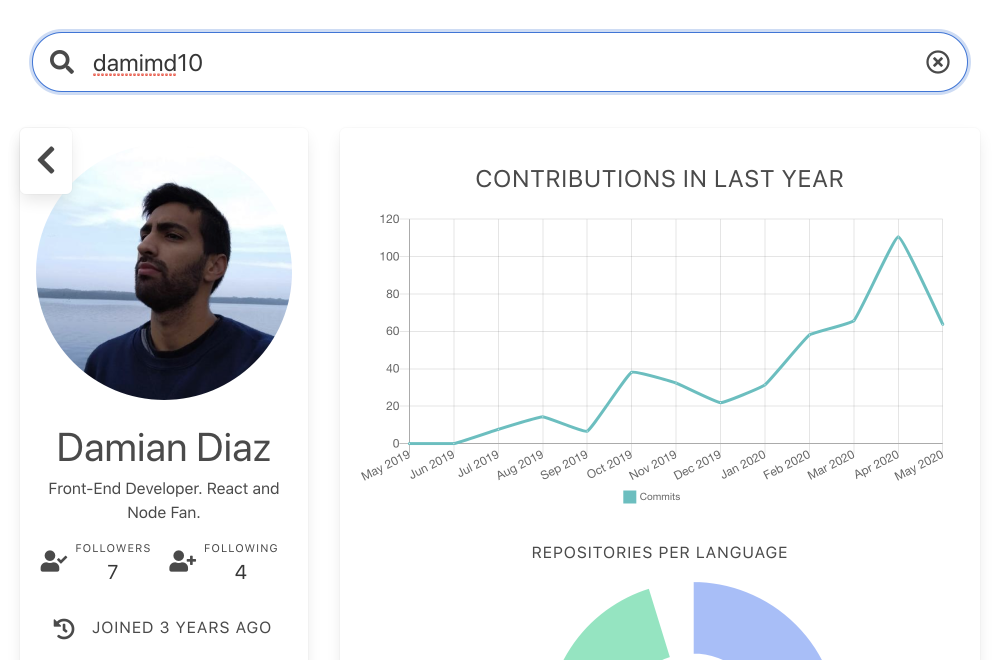 damimd10
Damian Diaz
Front-End Developer. React and
Node Fan.
FOLLOWERS
7
FOLLOWING
4
JOINED 3 YEARS AGO
CONTRIBUTIONS IN LAST YEAR
120
100
80
60
40
20
0
May 2019
Jun 2019
Jul 2019
Aug 2019
Sep 2019
Oct 2019
Nov 2019
Dec 2019
Jan 2020
Feb 2020
Mar 2020
Apr 2020
May 2020
Commits
REPOSITORIES PER LANGUAGE